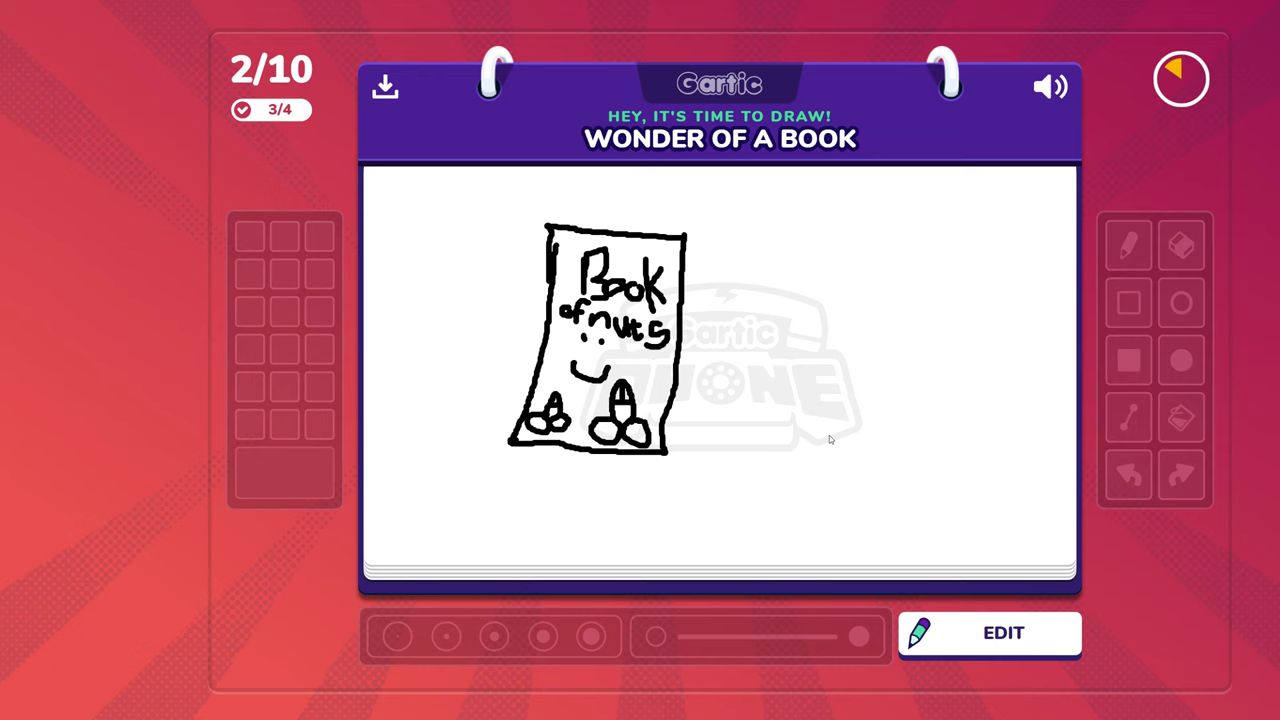 2/10
3/4
Gartic
HEY, IT'S TIME TO DRAW!
WONDER OF A BOOK
Book
of nuts
Gartic
PHONE
EDIT